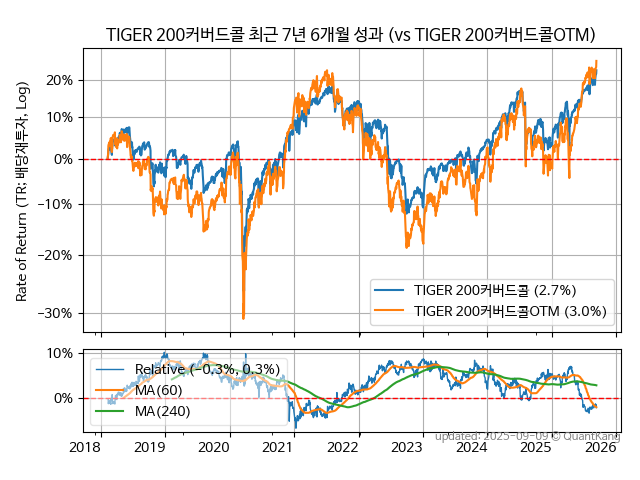 TIGER 200커버드콜 최근 7년 6개월 성과 (vs TIGER 200커버드콜OTM)
Rate of Return (TR: 배당재투자, Log)
20%
10%
0%
−10%
−20%
−30%
TIGER 200커버드콜 (2.7%)
TIGER 200커버드콜OTM (3.0%)
10%
0%
Relative (−0.3%, 0.3%)
MA(60)
MA(240)
2018 2019 2020 2021 2022 2023 2024 2025 2026
updated: 2025-09-09 © QuantKang